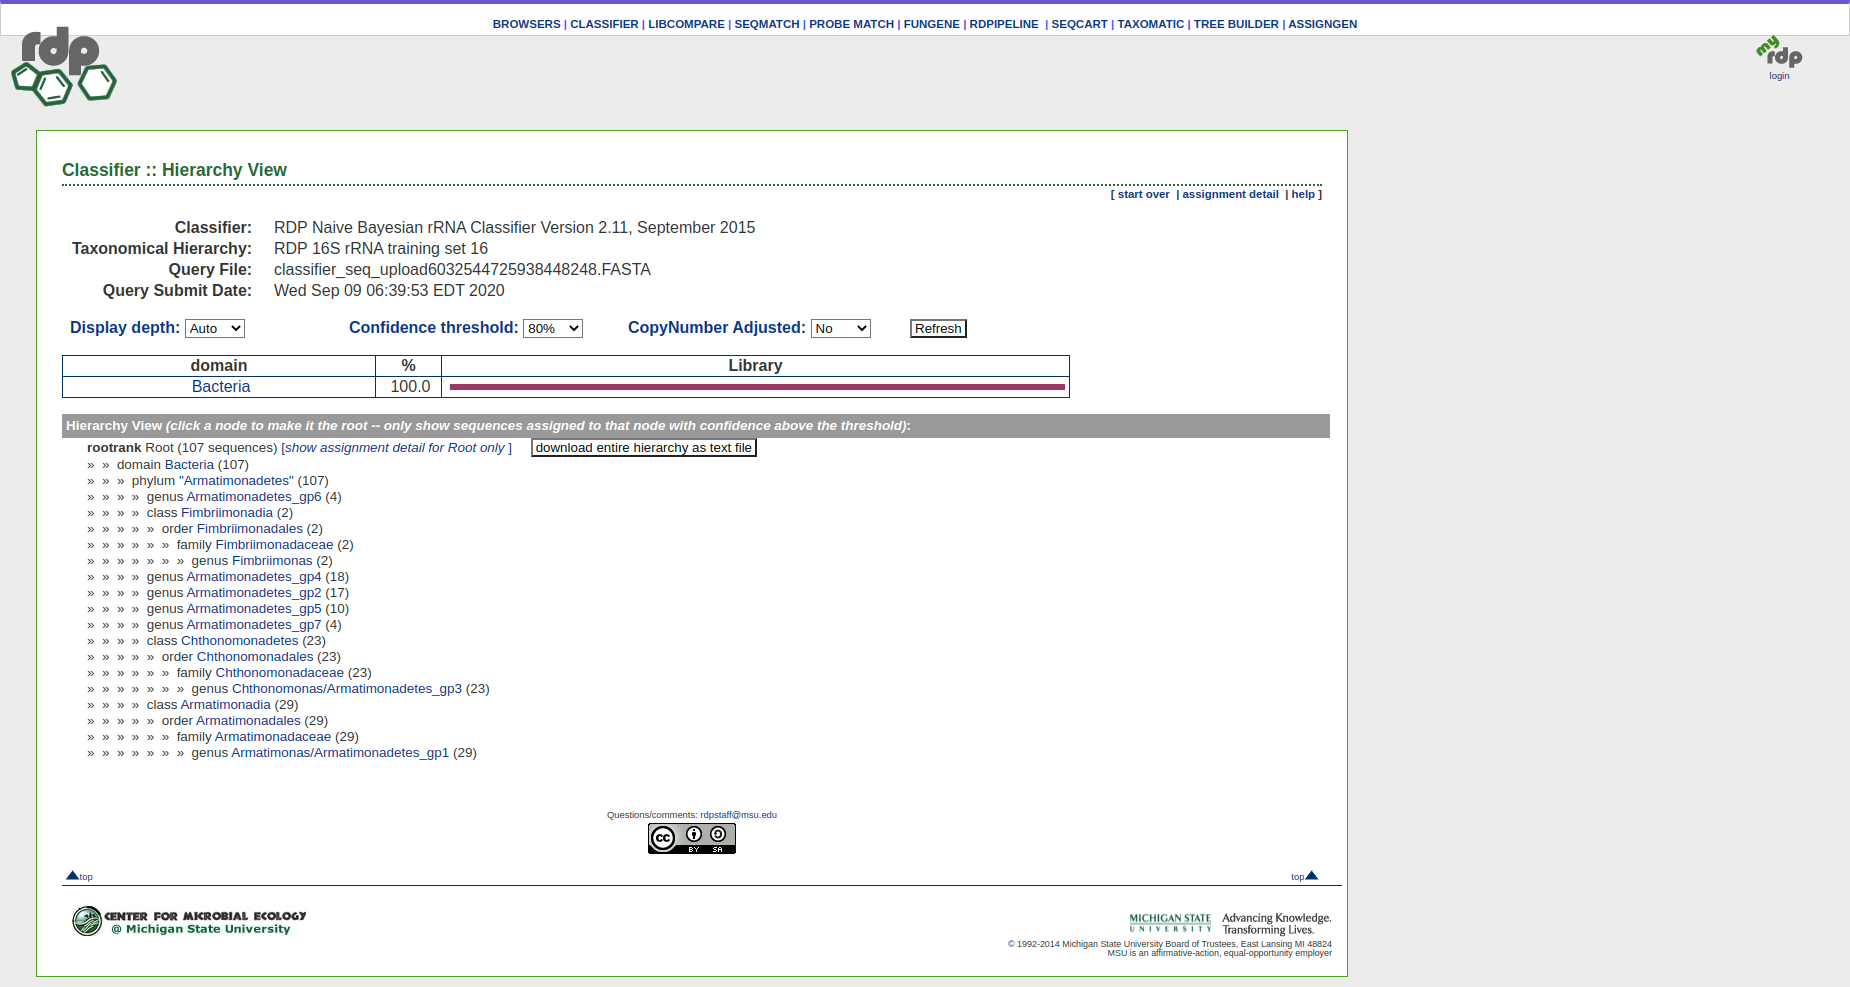 BROWSERS | CLASSIFIER | LIBCOMPARE | SEQMATCH | PROBE MATCH | FUNGENE | RDPIPELINE | SEQCART | TAXOMATIC | TREE BUILDER | ASSIGNGEN
rdp
my rdp
login
Classifier :: Hierarchy View
[ start over | assignment detail | help ]
Classifier: RDP Naive Bayesian rRNA Classifier Version 2.11, September 2015
Taxonomical Hierarchy: RDP 16S rRNA training set 16
Query File: classifier_seq_upload6032544725938448248.FASTA
Query Submit Date: Wed Sep 09 06:39:53 EDT 2020
Display depth: Auto Confidence threshold: 80% CopyNumber Adjusted: No Refresh
domain % Library
Bacteria 100.0
Hierarchy View (click a node to make it the root -- only show sequences assigned to that node with confidence above the threshold):
rootrank Root (107 sequences) [show assignment detail for Root only ] download entire hierarchy as text file
» » domain Bacteria (107)
» » » phylum "Armatimonadetes" (107)
» » » » genus Armatimonadetes_gp6 (4)
» » » » class Fimbriimonadia (2)
» » » » » order Fimbriimonadales (2)
» » » » » » family Fimbriimonadaceae (2)
» » » » » » » genus Fimbriimonas (2)
» » » » genus Armatimonadetes_gp4 (18)
» » » » genus Armatimonadetes_gp2 (17)
» » » » genus Armatimonadetes_gp5 (10)
» » » » genus Armatimonadetes_gp7 (4)
» » » » class Chthonomonadetes (23)
» » » » » order Chthonomonadales (23)
» » » » » » family Chthonomonadaceae (23)
» » » » » » » genus Chthonomonas/Armatimonadetes_gp3 (23)
» » » » class Armatimonadia (29)
» » » » » order Armatimonadales (29)
» » » » » » family Armatimonadaceae (29)
» » » » » » » genus Armatimonas/Armatimonadetes_gp1 (29)
Questions/comments: rdpstaff@msu.edu
cc BY SA
top top
CENTER FOR MICROBIAL ECOLOGY
@ Michigan State University
MICHIGAN STATE Advancing Knowledge.
UNIVERSITY Transforming Lives.
© 1992-2014 Michigan State University Board of Trustees, East Lansing MI 48824
MSU is an affirmative-action, equal-opportunity employer